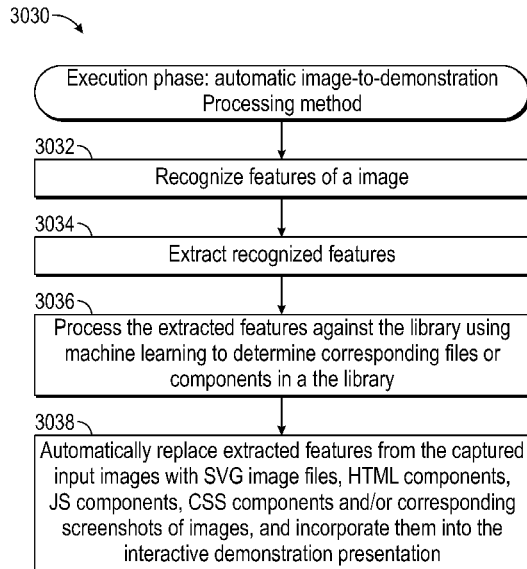 3030
Execution phase: automatic image-to-demonstration
Processing method
3032
Recognize features of a image
3034
Extract recognized features
3036
Process the extracted features against the library using
machine learning to determine corresponding files or
components in a the library
3038
Automatically replace extracted features from the captured
input images with SVG image files, HTML components,
JS components, CSS components and/or corresponding
screenshots of images, and incorporate them into the
interactive demonstration presentation